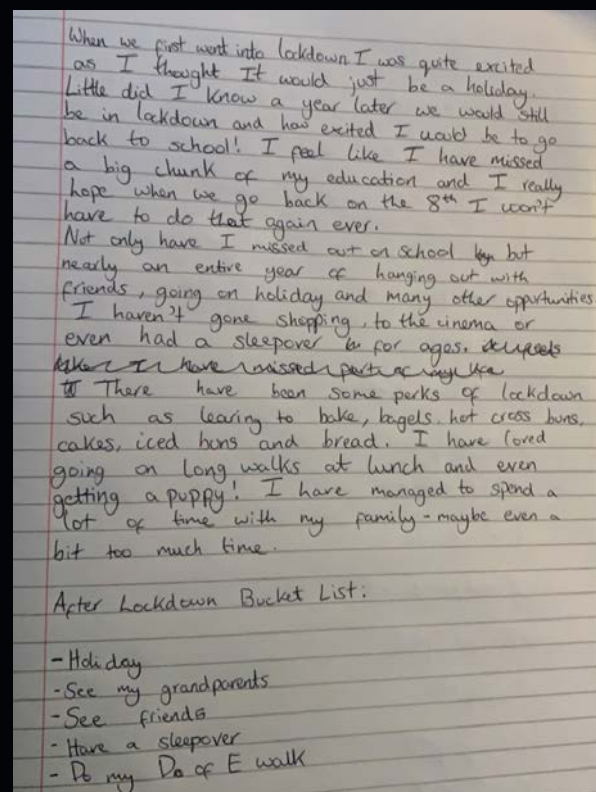 When we first went into lockdown I was quite excited
as I thought It would just be a holiday.
Little did I know a year later we would still
be in lockdown and how excited I would be to go
back to school! I feel like I have missed
a big chunk of my education and I really
hope when we go back on the 8th I won't
have to do that again ever.
Not only have I missed out on school but
nearly an entire year of hanging out with
friends, going on holiday and many other oppurtunities.
I haven't gone shopping, to the cinema or
even had a sleepover for ages.
I have missed part of my life
There have been some perks of lockdown
such as learing to bake, bagels, hot cross buns,
cakes, iced buns and bread. I have loved
going on long walks at lunch and even
getting a puppy! I have managed to spend a
lot of time with my family - maybe even a
bit too much time.
After Lockdown Bucket List:
- Holiday
- See my grandparents
- See friends
- Have a sleepover
- Do my D of E walk